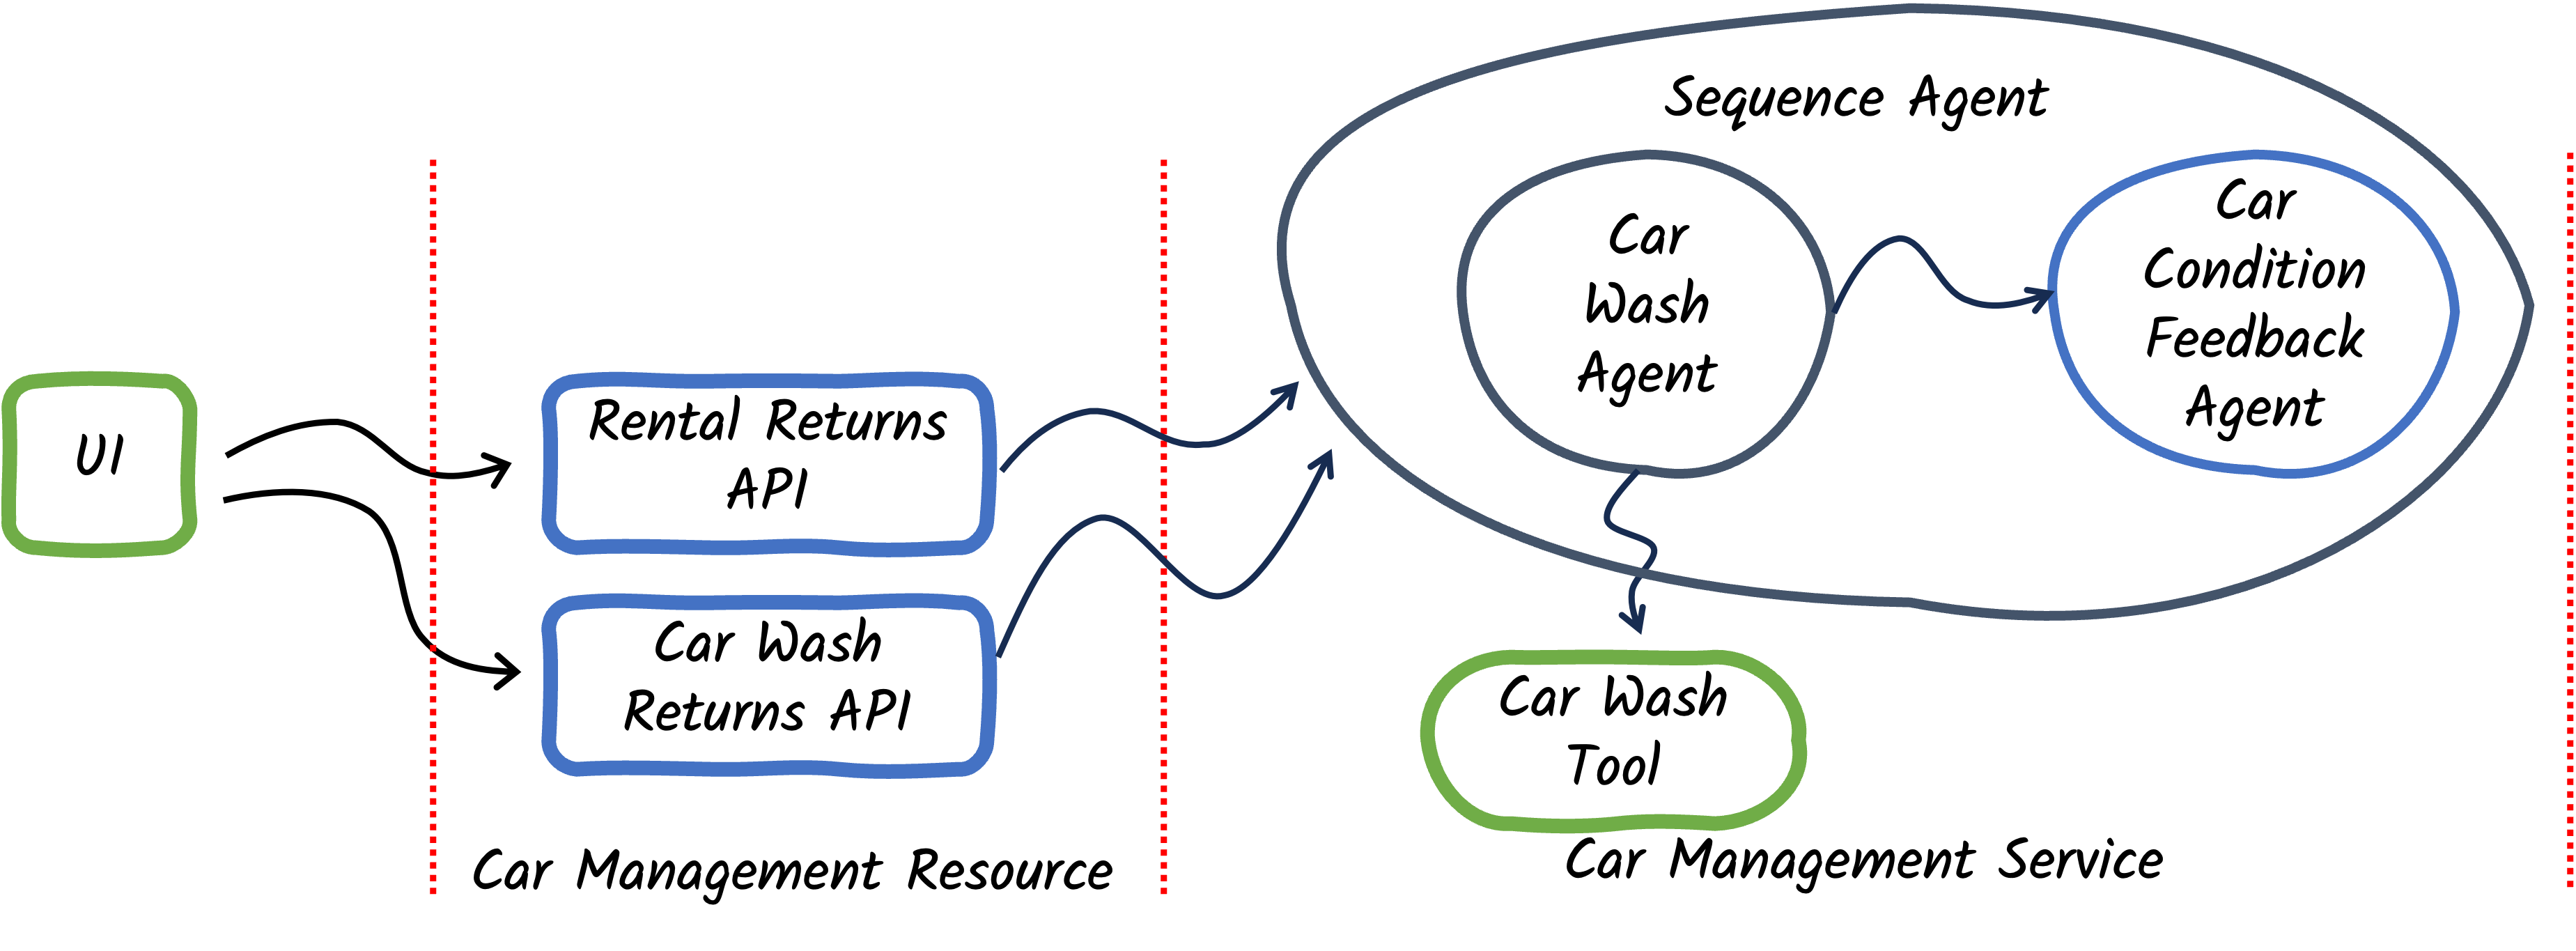 Sequence Agent
Car
Wash
Agent
Car
Condition
Feedback
Agent
UI
Rental Returns
API
Car Wash
Returns API
Car Wash
Tool
Car Management Resource
Car Management Service